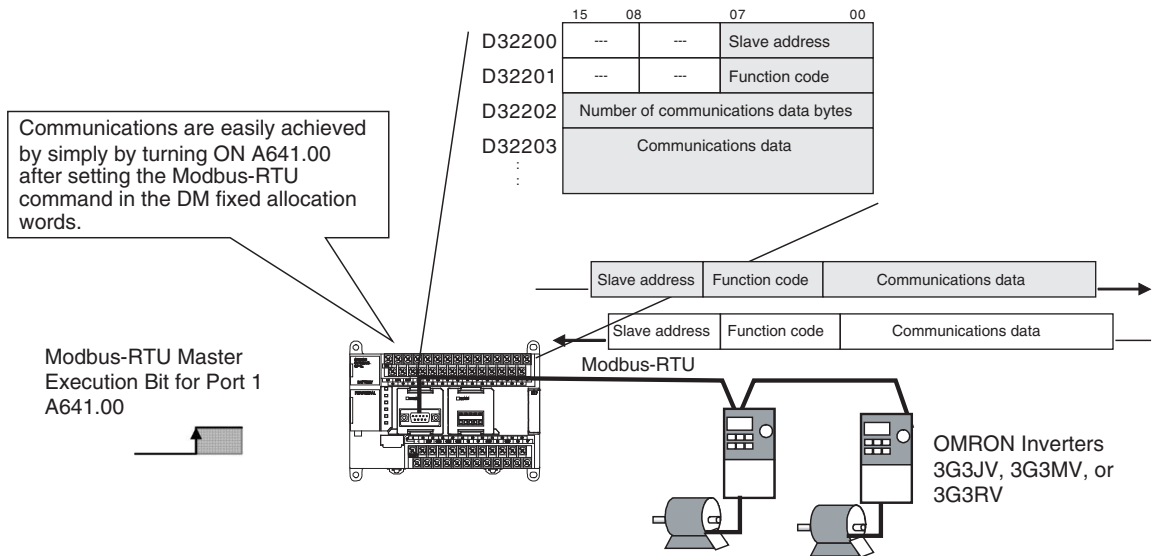 15 08 07 00
D32200 --- --- Slave address
D32201 --- --- Function code
D32202 Number of communications data bytes
D32203 Communications data
Communications are easily achieved
by simply by turning ON A641.00
after setting the Modbus-RTU
command in the DM fixed allocation
words.
Slave address Function code Communications data
Slave address Function code Communications data
Modbus-RTU
Modbus-RTU Master
Execution Bit for Port 1
A641.00
OMRON Inverters
3G3JV, 3G3MV, or
3G3RV